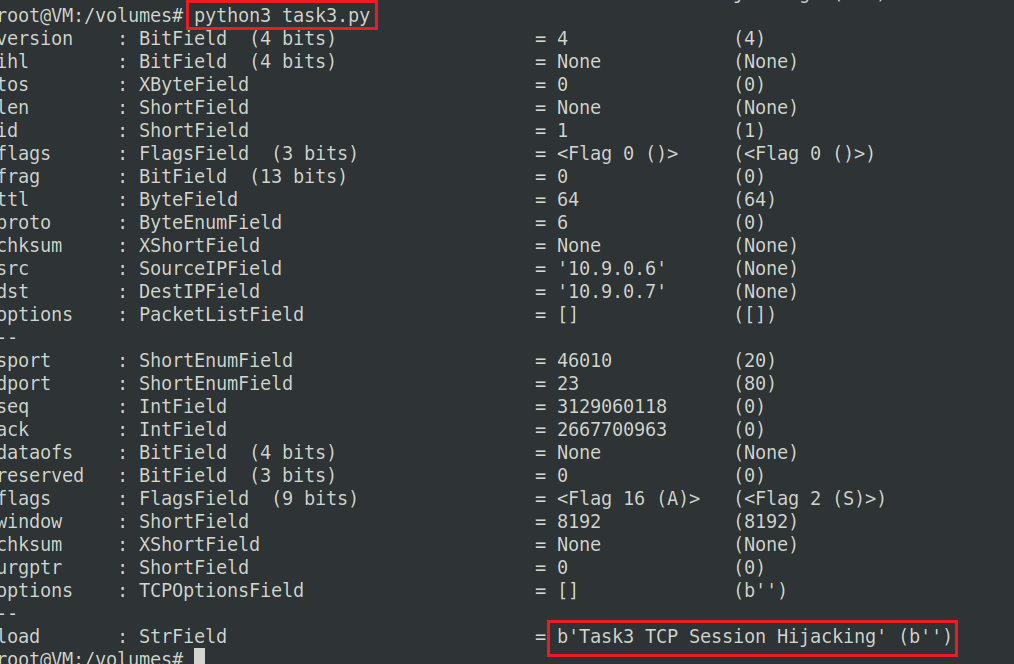 root@VM:/volumes# python3 task3.py
version : BitField (4 bits) = 4 (4)
ihl : BitField (4 bits) = None (None)
tos : XByteField = 0 (0)
len : ShortField = None (None)
id : ShortField = 1 (1)
flags : FlagsField (3 bits) = <Flag 0 ()> (<Flag 0 ()>)
frag : BitField (13 bits) = 0 (0)
ttl : ByteField = 64 (64)
proto : ByteEnumField = 6 (0)
chksum : XShortField = None (None)
src : SourceIPField = '10.9.0.6' (None)
dst : DestIPField = '10.9.0.7' (None)
options : PacketListField = [] ([])
--
sport : ShortEnumField = 46010 (20)
dport : ShortEnumField = 23 (80)
seq : IntField = 3129060118 (0)
ack : IntField = 2667700963 (0)
dataofs : BitField (4 bits) = None (None)
reserved : BitField (3 bits) = 0 (0)
flags : FlagsField (9 bits) = <Flag 16 (A)> (<Flag 2 (S)>)
window : ShortField = 8192 (8192)
chksum : XShortField = None (None)
urgptr : ShortField = 0 (0)
options : TCPOptionsField = [] (b'')
--
load : StrField = b'Task3 TCP Session Hijacking' (b'')
root@VM:/volumes#